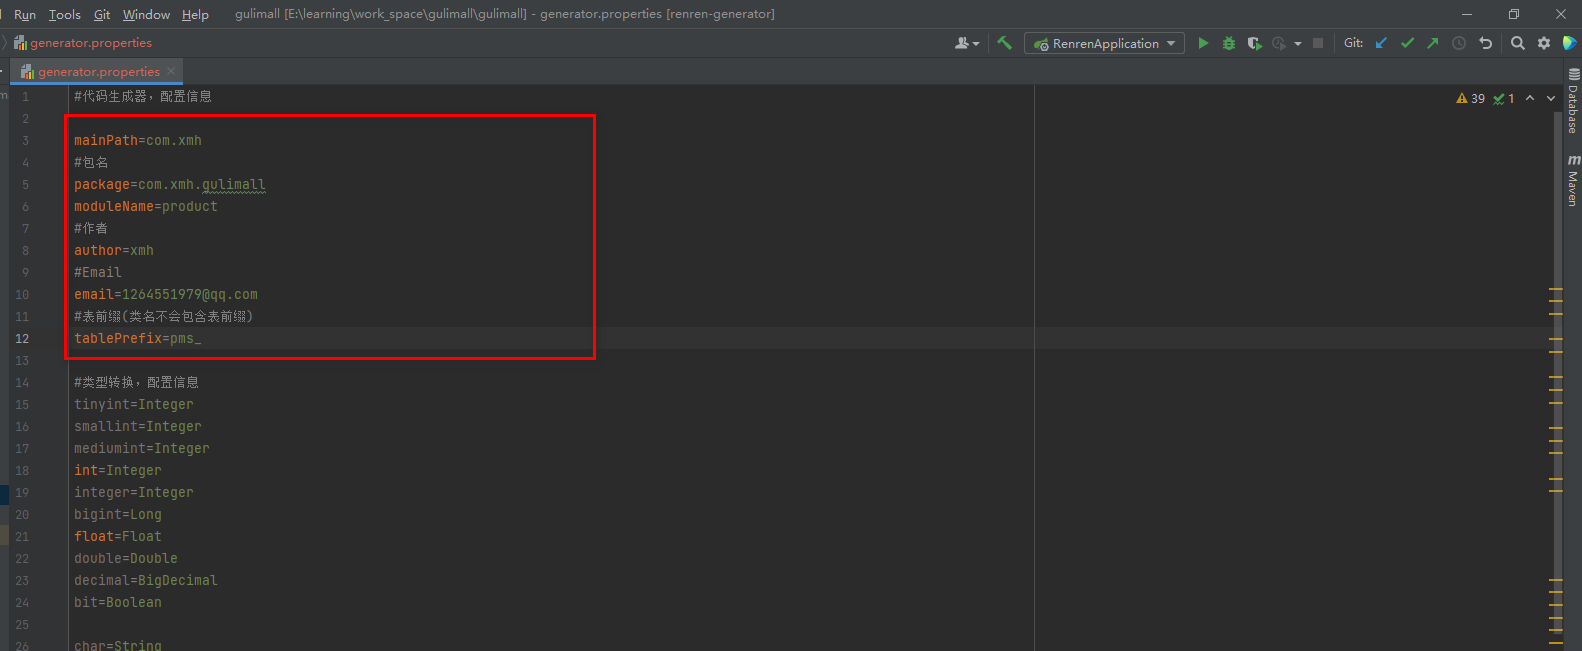 Run Tools Git Window Help gulimall [E:\learning\work_space\gulimall\gulimall] - generator.properties [renren-generator]
generator.properties RenrenApplication Git:
generator.properties
1 #代码生成器，配置信息 39 1
2
3 mainPath=com.xmh
4 #包名
5 package=com.xmh.gulimall
6 moduleName=product
7 #作者
8 author=xmh
9 #Email
10 email=1264551979@qq.com
11 #表前缀(类名不会包含表前缀)
12 tablePrefix=pms_
13
14 #类型转换，配置信息
15 tinyint=Integer
16 smallint=Integer
17 mediumint=Integer
18 int=Integer
19 integer=Integer
20 bigint=Long
21 float=Float
22 double=Double
23 decimal=BigDecimal
24 bit=Boolean
25
26 char=String
Database
m Maven